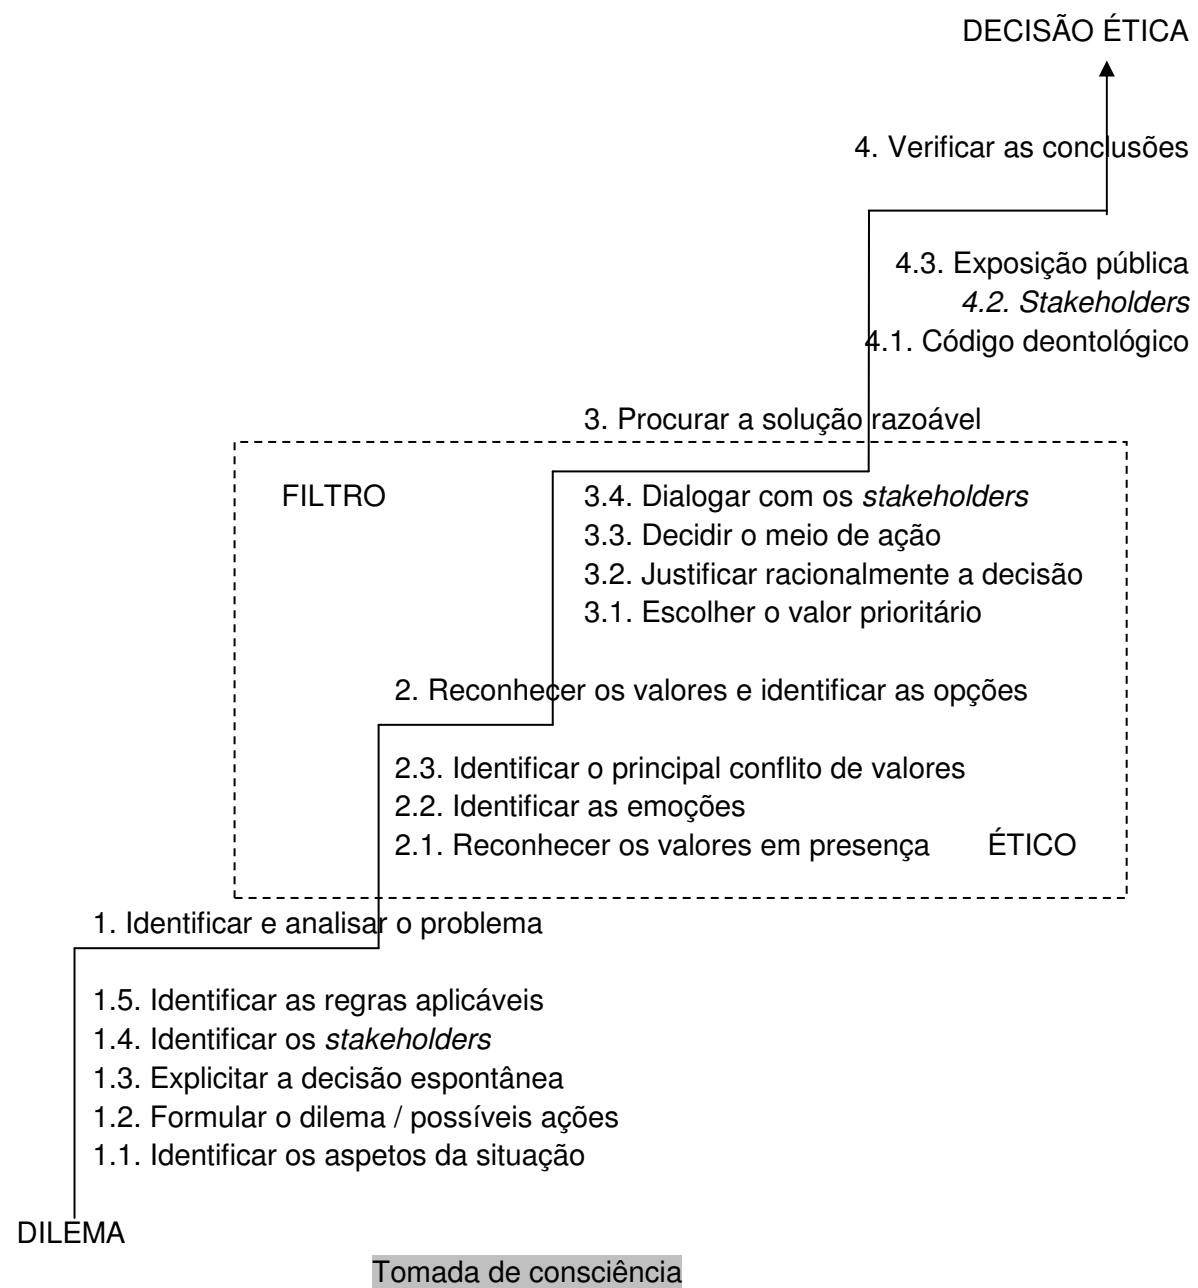 DECISÃO ÉTICA
4. Verificar as conclusões
4.3. Exposição pública
4.2. Stakeholders
4.1. Código deontológico
3. Procurar a solução razoável
FILTRO
3.4. Dialogar com os stakeholders
3.3. Decidir o meio de ação
3.2. Justificar racionalmente a decisão
3.1. Escolher o valor prioritário
2. Reconhecer os valores e identificar as opções
2.3. Identificar o principal conflito de valores
2.2. Identificar as emoções
2.1. Reconhecer os valores em presença ÉTICO
1. Identificar e analisar o problema
1.5. Identificar as regras aplicáveis
1.4. Identificar os stakeholders
1.3. Explicitar a decisão espontânea
1.2. Formular o dilema / possíveis ações
1.1. Identificar os aspetos da situação
DILEMA
Tomada de consciência